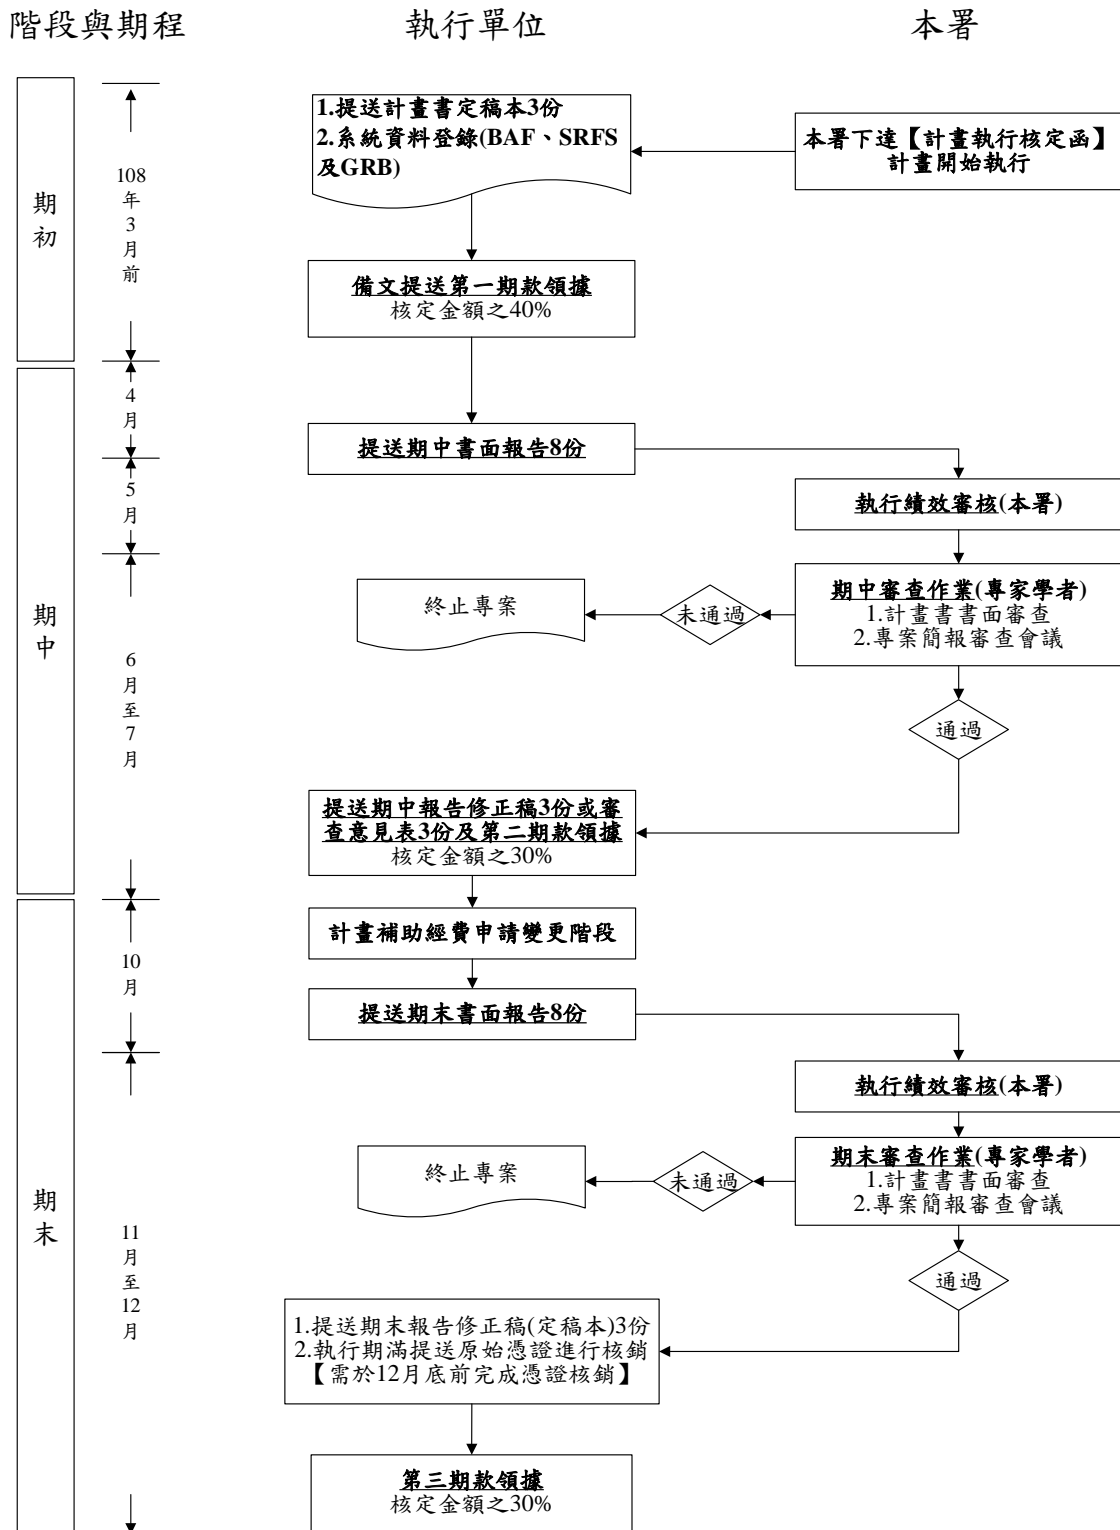 階段與期程
執行單位
本署
期初
108年3月前
1.提送計畫書定稿本3份
2.系統資料登錄(BAF、SRFS
及GRB)
本署下達【計畫執行核定函】
計畫開始執行
備文提送第一期款領據
核定金額之40%
期中
4月
提送期中書面報告8份
5月
執行績效審核(本署)
6月至7月
期中審查作業(專家學者)
1.計畫書書面審查
2.專案簡報審查會議
未通過
終止專案
通過
提送期中報告修正稿3份或審
查意見表3份及第二期款領據
核定金額之30%
期末
10月
計畫補助經費申請變更階段
提送期末書面報告8份
11月至12月
執行績效審核(本署)
期末審查作業(專家學者)
1.計畫書書面審查
2.專案簡報審查會議
未通過
終止專案
通過
1.提送期末報告修正稿(定稿本)3份
2.執行期滿提送原始憑證進行核銷
【需於12月底前完成憑證核銷】
第三期款領據
核定金額之30%